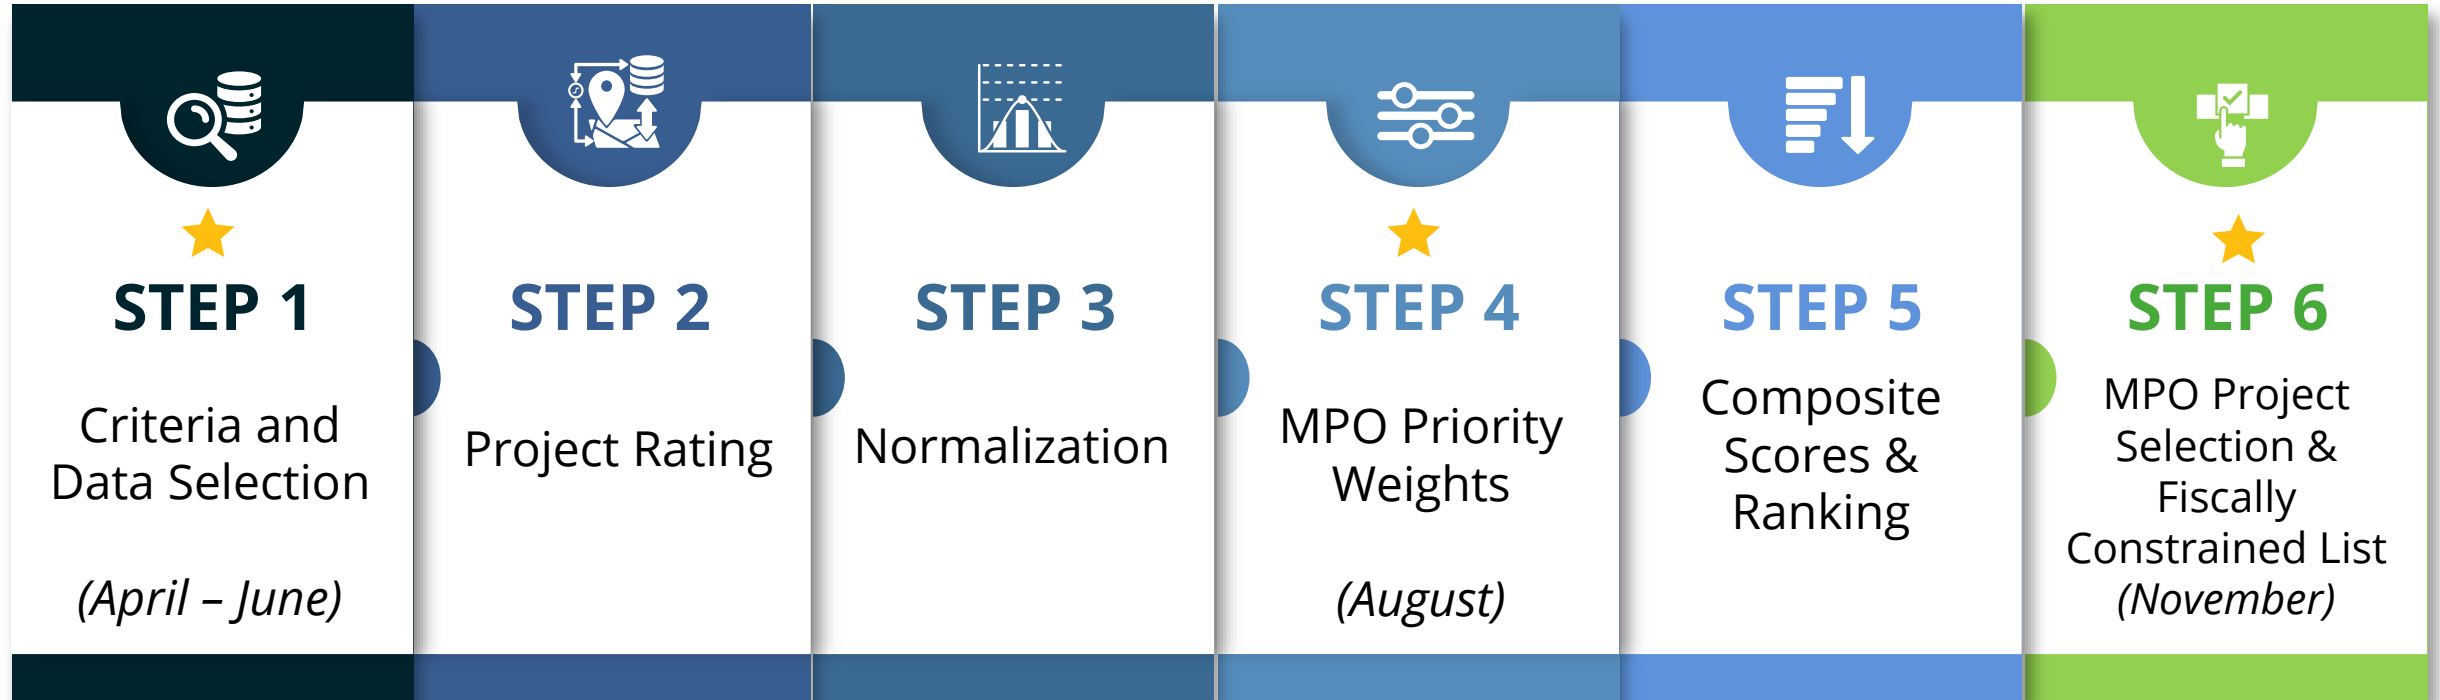 STEP 1
Criteria and
Data Selection
(April – June)
STEP 2
Project Rating
STEP 3
Normalization
STEP 4
MPO Priority
Weights
(August)
STEP 5
Composite
Scores &
Ranking
STEP 6
MPO Project
Selection &
Fiscally
Constrained List
(November)